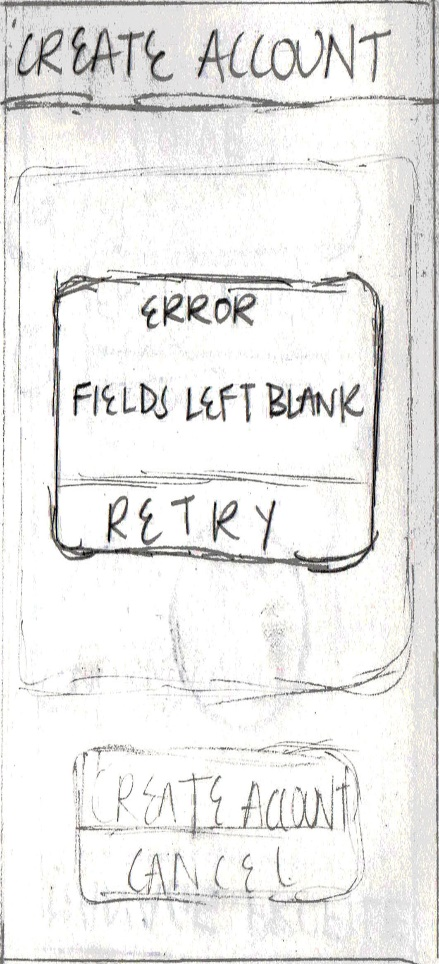 CREATE ACCOUNT
ERROR
FIELDS LEFT BLANK
RETRY
CREATE ACCOUNT
CANCEL